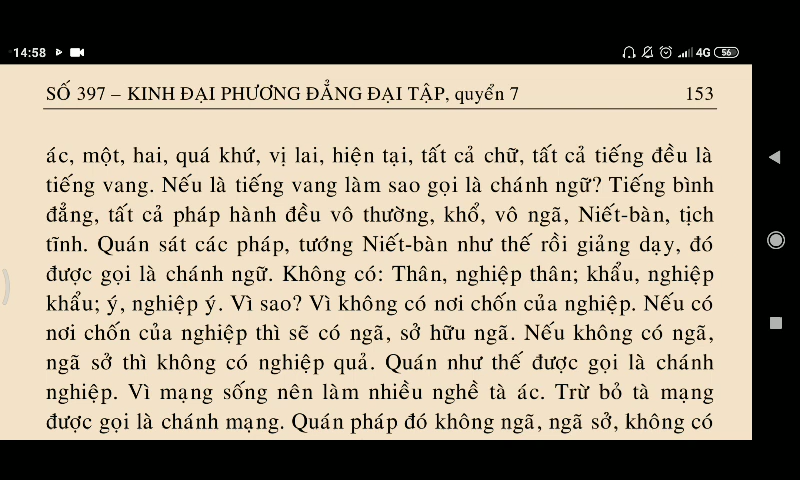 14:58
4G 56
SỐ 397 – KINH ĐẠI PHƯƠNG ĐẲNG ĐẠI TẬP, quyển 7 153
ác, một, hai, quá khứ, vị lai, hiện tại, tất cả chữ, tất cả tiếng đều là
tiếng vang. Nếu là tiếng vang làm sao gọi là chánh ngữ? Tiếng bình
đẳng, tất cả pháp hành đều vô thường, khổ, vô ngã, Niết-bàn, tịch
tĩnh. Quán sát các pháp, tướng Niết-bàn như thế rồi giảng dạy, đó
được gọi là chánh ngữ. Không có: Thân, nghiệp thân; khẩu, nghiệp
khẩu; ý, nghiệp ý. Vì sao? Vì không có nơi chốn của nghiệp. Nếu có
nơi chốn của nghiệp thì sẽ có ngã, sở hữu ngã. Nếu không có ngã,
ngã sở thì không có nghiệp quả. Quán như thế được gọi là chánh
nghiệp. Vì mạng sống nên làm nhiều nghề tà ác. Trừ bỏ tà mạng
được gọi là chánh mạng. Quán pháp đó không ngã, ngã sở, không có